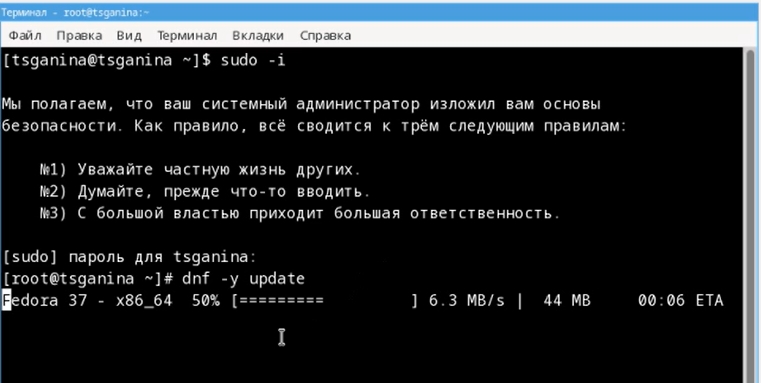 Терминал - root@tsganina:~
Файл Правка Вид Терминал Вкладки Справка
[tsganina@tsganina ~]$ sudo -i
Мы полагаем, что ваш системный администратор изложил вам основы
безопасности. Как правило, всё сводится к трём следующим правилам:
№1) Уважайте частную жизнь других.
№2) Думайте, прежде что-то вводить.
№3) С большой властью приходит большая ответственность.
[sudo] пароль для tsganina:
[root@tsganina ~]# dnf -y update
Fedora 37 - x86_64  50% [=========          ] 6.3 MB/s |  44 MB     00:06 ETA